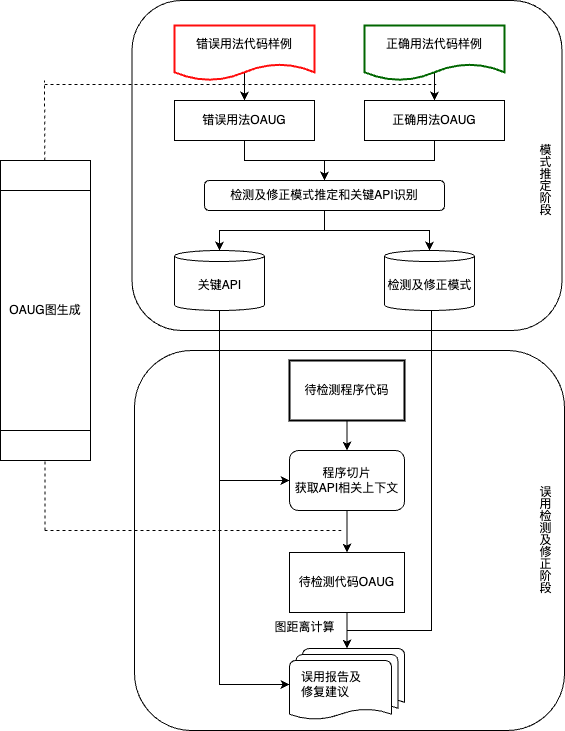 错误用法代码样例
正确用法代码样例
错误用法OAUG
正确用法OAUG
检测及修正模式推定和关键API识别
关键API
检测及修正模式
模式推定阶段
OAUG图生成
待检测程序代码
程序切片
获取API相关上下文
待检测代码OAUG
图距离计算
误用报告及
修复建议
误用检测及修正阶段